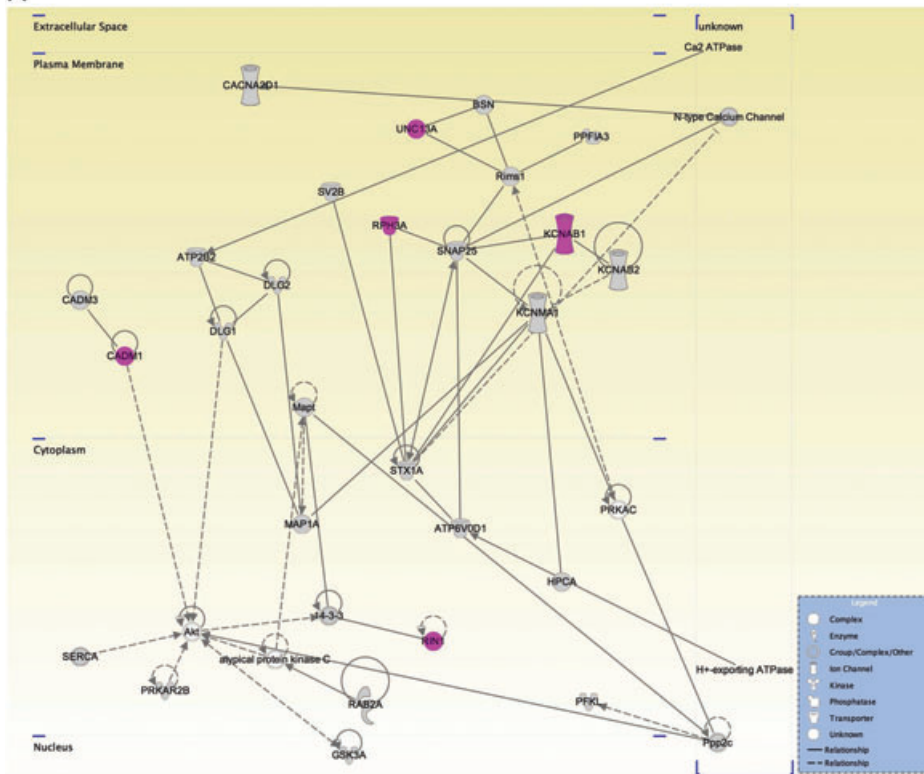 Extracellular Space
unknown
Ca2 ATPase
Plasma Membrane
CACNA2D1
BSN
N-type Calcium Channel
UNC13A
PPFIA3
Rims1
SV2B
RPH3A
KCNAB1
SNAP25
ATP2B2
KCNAB2
DLG2
CADM3
KCNMA1
DLG1
CADM1
Mapt
Cytoplasm
STX1A
PRKAC
MAP1A
ATP6V0D1
HPCA
14-3-3
Akt
RIN1
SERCA
atypical protein kinase C
H+-exporting ATPase
PRKAR2B
RAB2A
PFKL
Nucleus
Ppp2c
GSK3A
Legend
Complex
Enzyme
Group/Complex/Other
Ion Channel
Kinase
Phosphatase
Transporter
Unknown
Relationship
Relationship